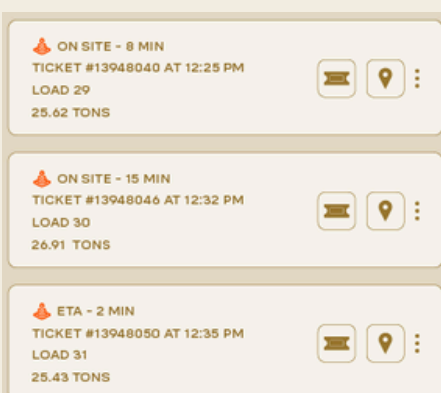 ON SITE - 8 MIN
TICKET #13948040 AT 12:25 PM
LOAD 29
25.62 TONS
ON SITE - 15 MIN
TICKET #13948046 AT 12:32 PM
LOAD 30
26.91 TONS
ETA - 2 MIN
TICKET #13948050 AT 12:35 PM
LOAD 31
25.43 TONS